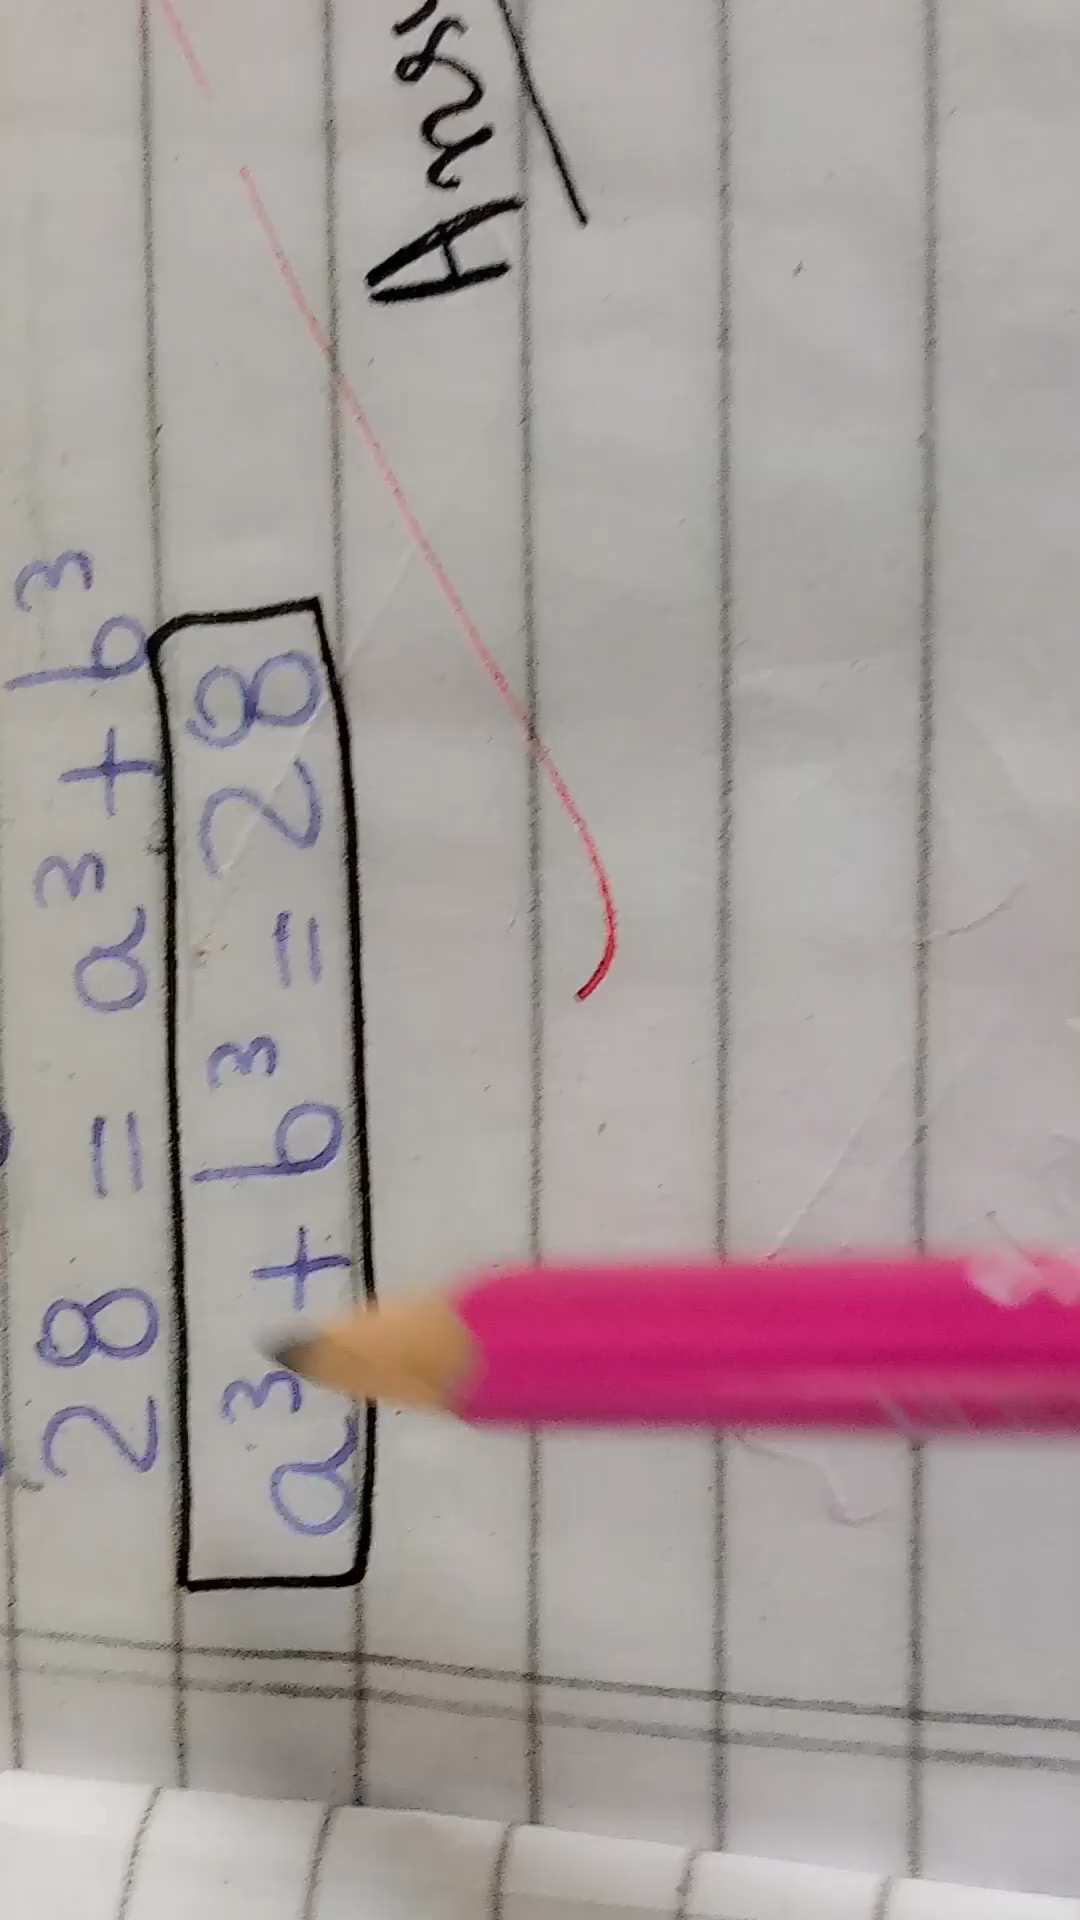 28 = a³ + b³
a³ + b³ = 28
Ans